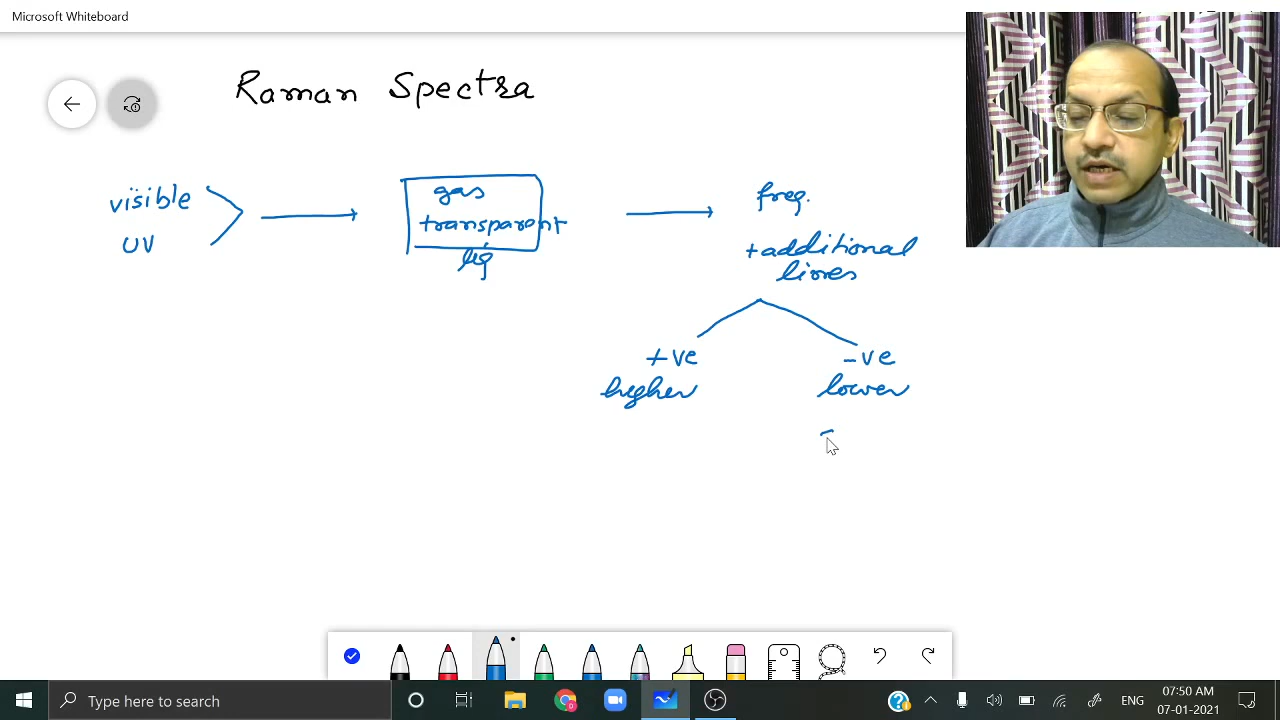 Microsoft Whiteboard
Raman Spectra
visible
UV
gas
transparent
liq
freq.
+additional
lines
+ve
higher
-ve
lower
Type here to search
ENG
07:50 AM
07-01-2021